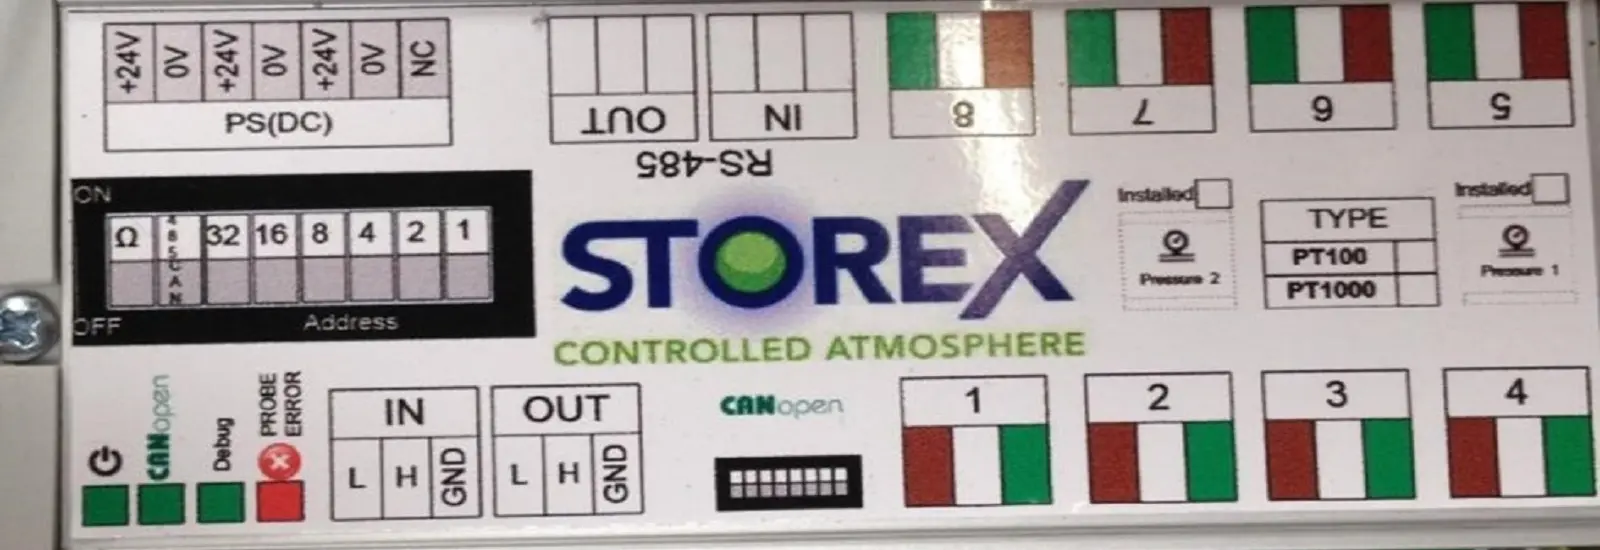 +24V 0V +24V 0V +24V 0V NC
PS(DC)
OUT IN
RS-485
8 7 6 5
ON
Ω 485CAN 32 16 8 4 2 1
OFF Address
STOREX
CONTROLLED ATMOSPHERE
Installed
Pressure 2
TYPE
PT100
PT1000
Installed
Pressure 1
CANopen
Debug
PROBE
ERROR
IN
L H GND
OUT
L H GND
CANopen
1 2 3 4